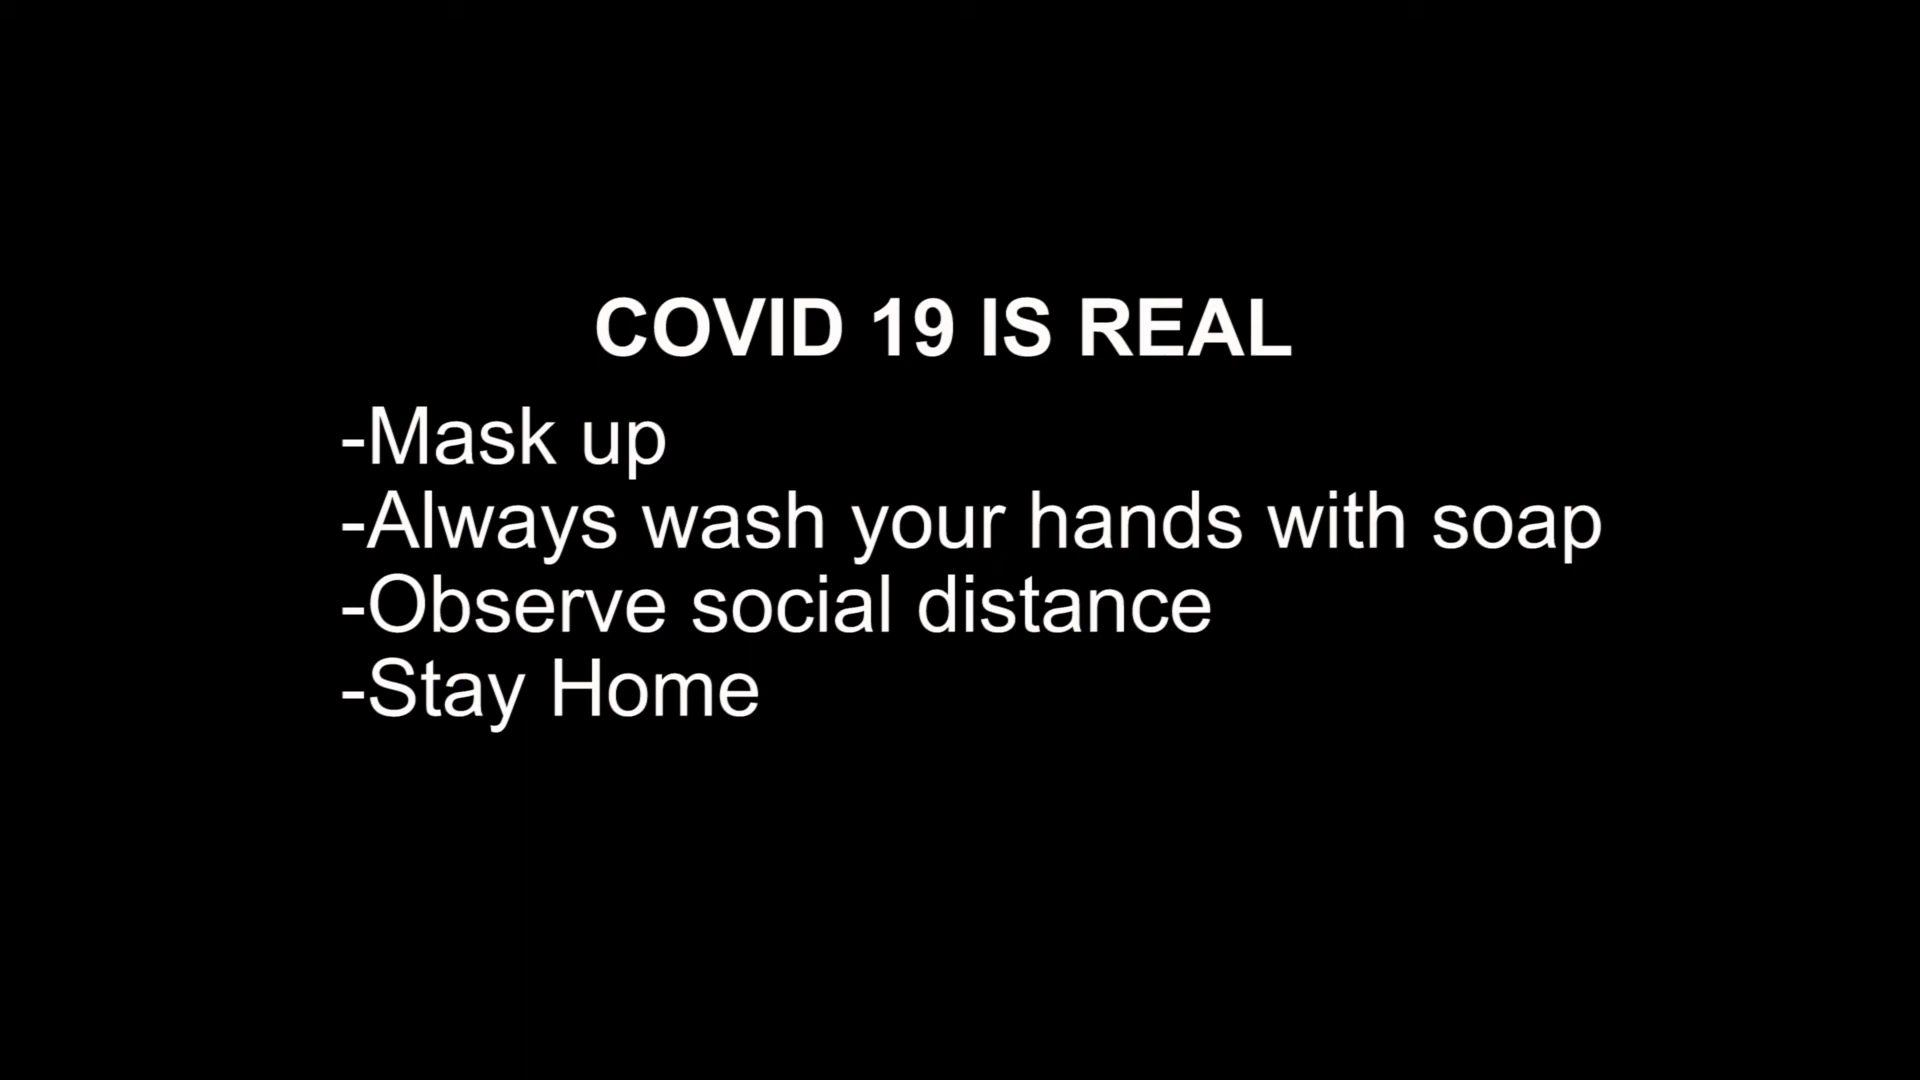 COVID 19 IS REAL
-Mask up
-Always wash your hands with soap
-Observe social distance
-Stay Home